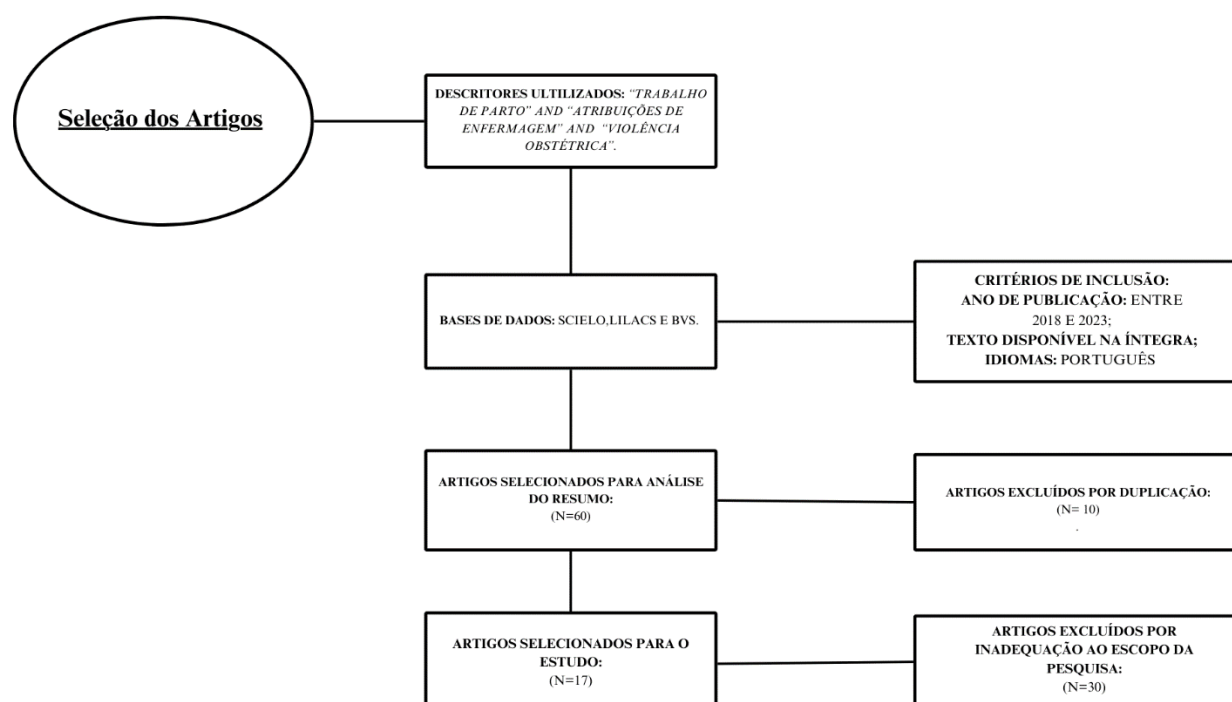 Seleção dos Artigos
DESCRITORES ULTILIZADOS: “TRABALHO
DE PARTO” AND “ATRIBUIÇÕES DE
ENFERMAGEM” AND “VIOLÊNCIA
OBSTÉTRICA”.
BASES DE DADOS: SCIELO,LILACS E BVS.
CRITÉRIOS DE INCLUSÃO:
ANO DE PUBLICAÇÃO: ENTRE
2018 E 2023;
TEXTO DISPONÍVEL NA ÍNTEGRA;
IDIOMAS: PORTUGUÊS
ARTIGOS SELECIONADOS PARA ANÁLISE
DO RESUMO:
(N=60)
ARTIGOS EXCLUÍDOS POR DUPLICAÇÃO:
(N= 10)
.
ARTIGOS SELECIONADOS PARA O
ESTUDO:
(N=17)
ARTIGOS EXCLUÍDOS POR
INADEQUAÇÃO AO ESCOPO DA
PESQUISA:
(N=30)